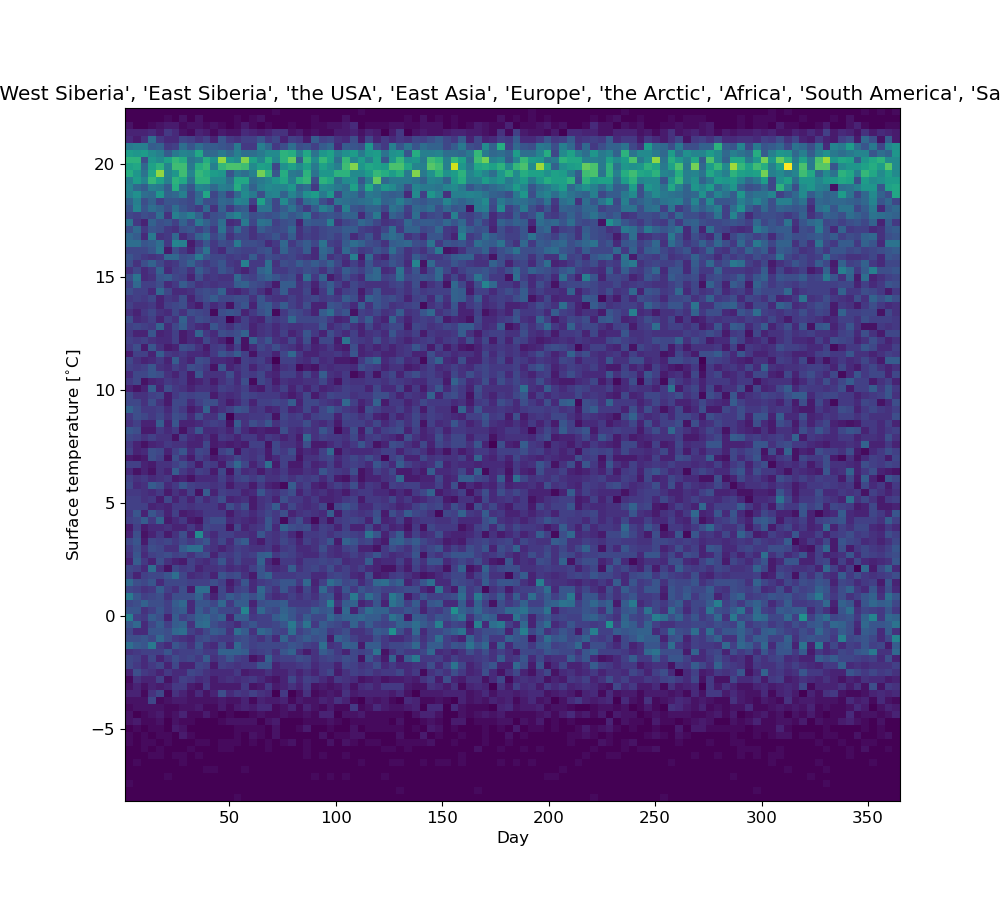 West Siberia', 'East Siberia', 'the USA', 'East Asia', 'Europe', 'the Arctic', 'Africa', 'South America', 'Sa
20
15
10
5
0
−5
Surface temperature [°C]
50 100 150 200 250 300 350
Day